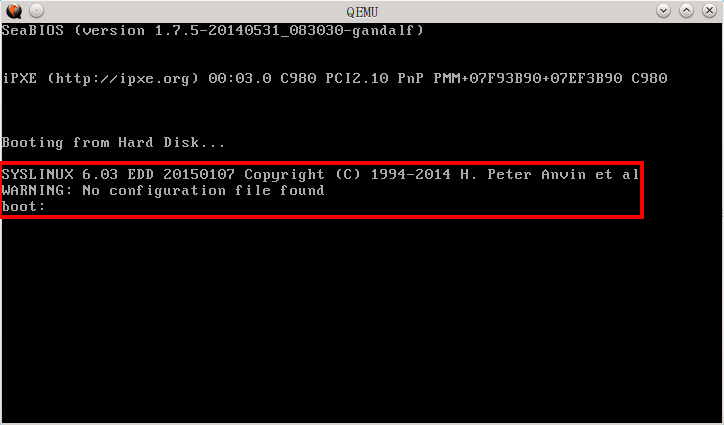 QEMU
SeaBIOS (version 1.7.5-20140531_083030-gandalf)
iPXE (http://ipxe.org) 00:03.0 C980 PCI2.10 PnP PMM+07F93B90+07EF3B90 C980
Booting from Hard Disk...
SYSLINUX 6.03 EDD 20150107 Copyright (C) 1994-2014 H. Peter Anvin et al
WARNING: No configuration file found
boot: